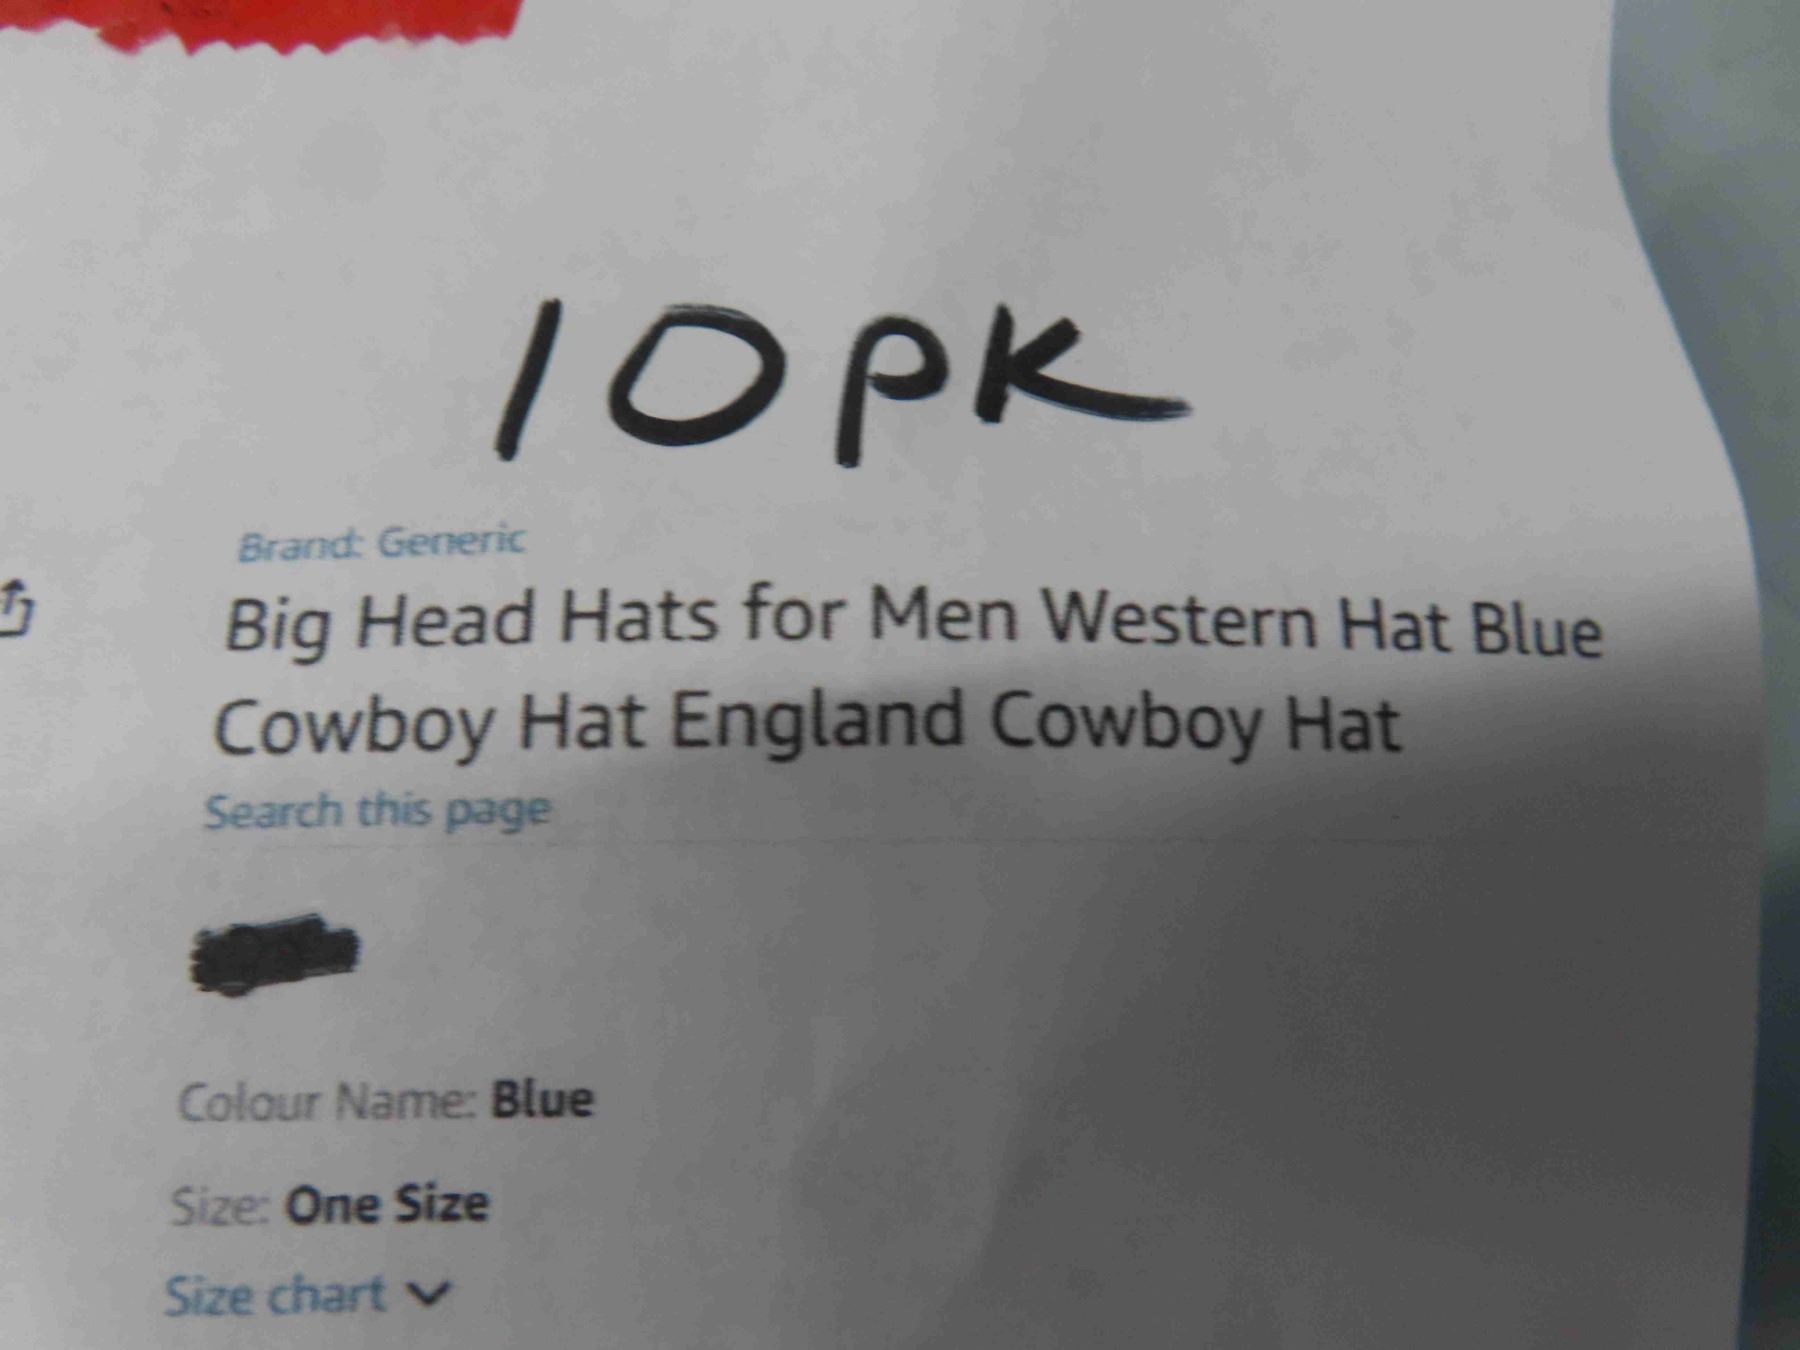 10PK
Brand: Generic
Big Head Hats for Men Western Hat Blue
Cowboy Hat England Cowboy Hat
Search this page
Colour Name: Blue
Size: One Size
Size chart